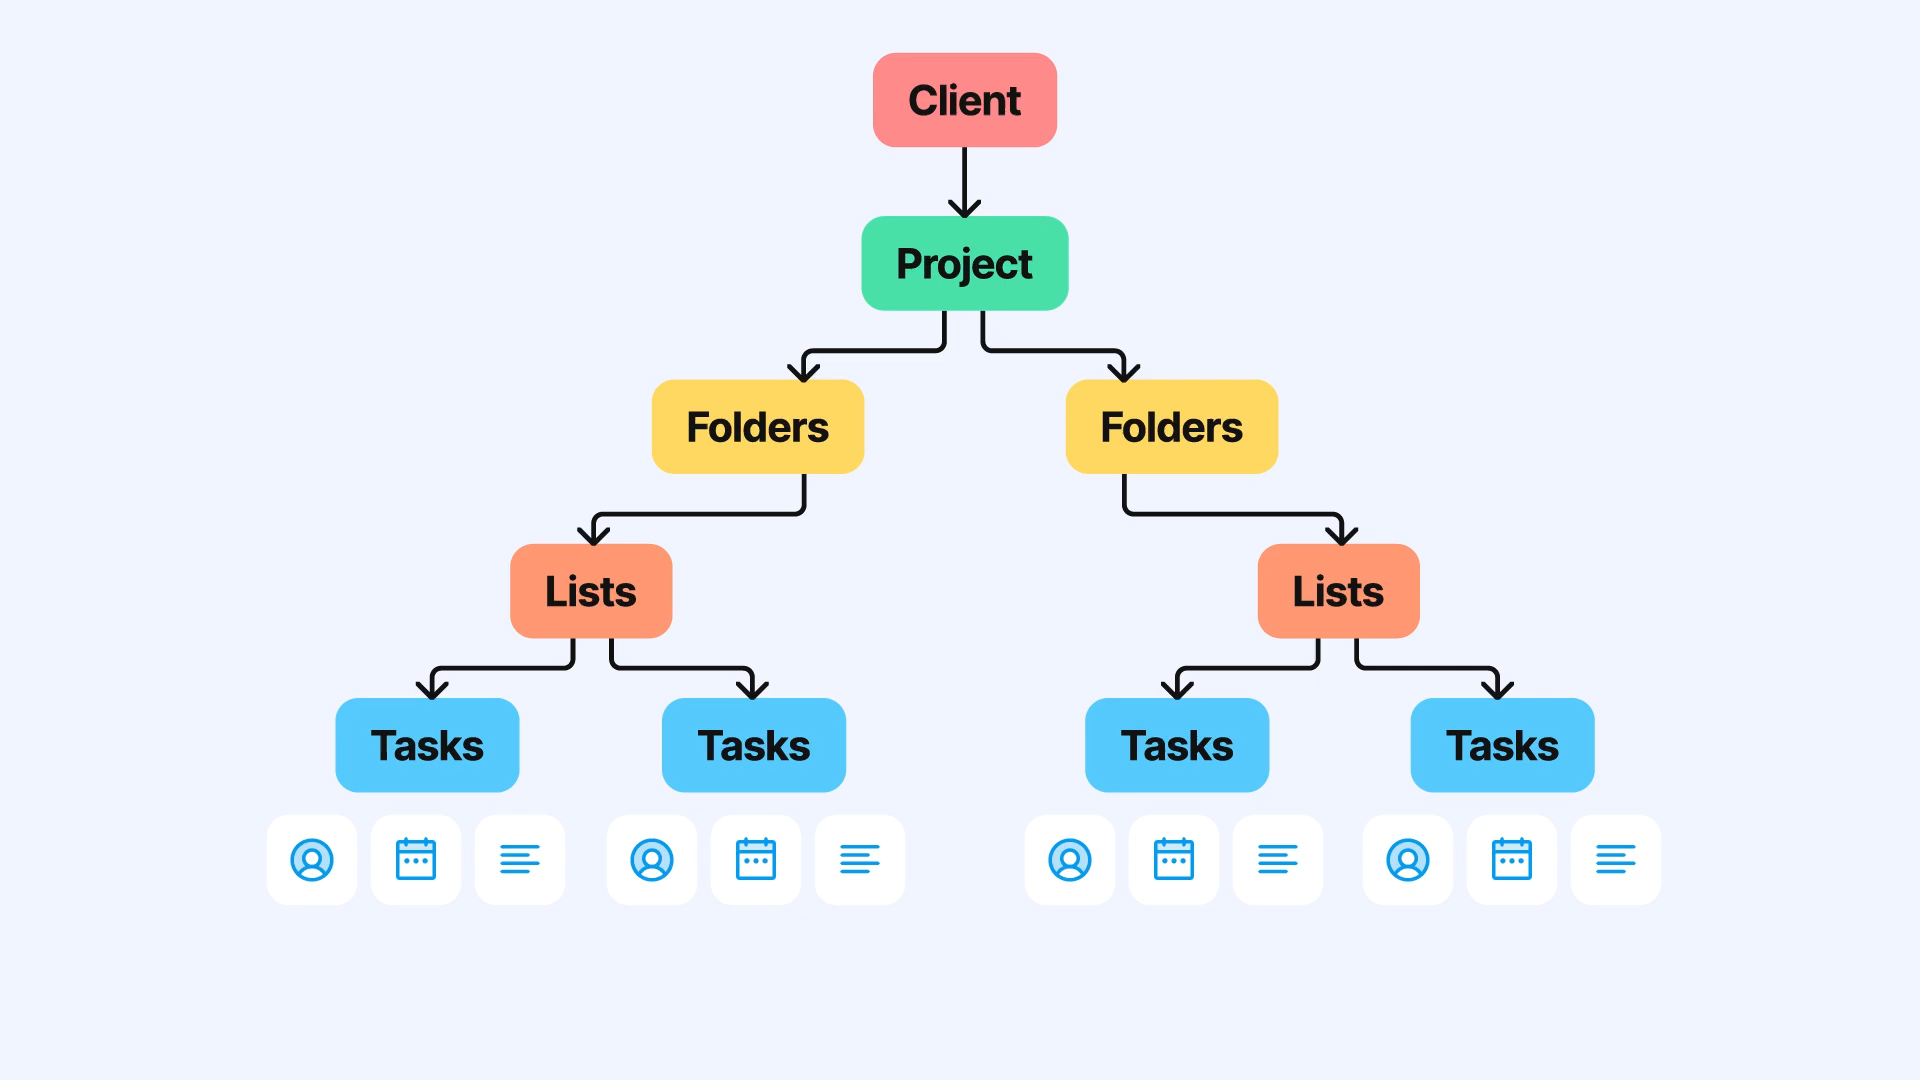 Client
Project
Folders
Folders
Lists
Lists
Tasks
Tasks
Tasks
Tasks